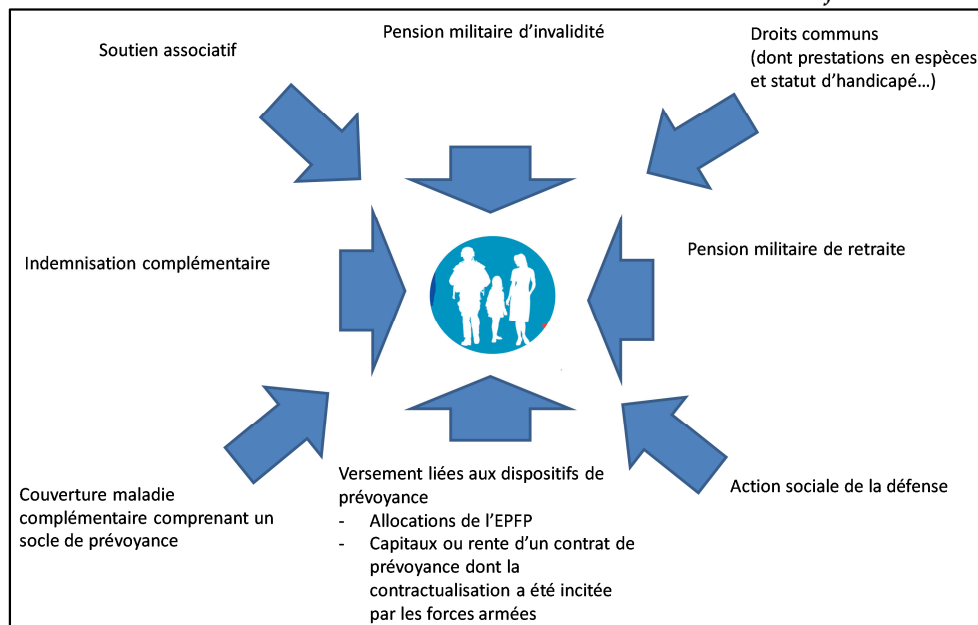 Pension militaire d'invalidité
Soutien associatif
Droits communs
(dont prestations en espèces
et statut d'handicapé…)
Indemnisation complémentaire
Pension militaire de retraite
Couverture maladie
complémentaire comprenant un
socle de prévoyance
Versement liées aux dispositifs de
prévoyance
- Allocations de l'EPFP
- Capitaux ou rente d'un contrat de
prévoyance dont la
contractualisation a été incitée
par les forces armées
Action sociale de la défense